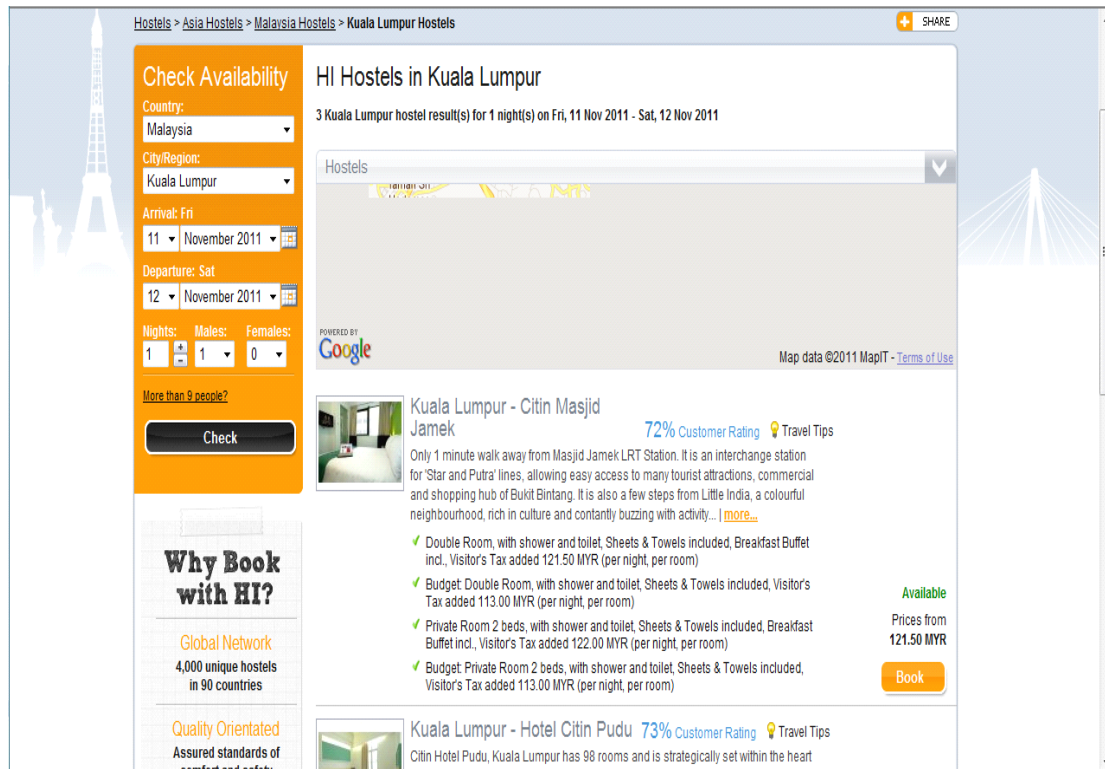 Hostels > Asia Hostels > Malaysia Hostels > Kuala Lumpur Hostels
SHARE
Check Availability
Country:
Malaysia
City/Region:
Kuala Lumpur
Arrival: Fri
11 November 2011
Departure: Sat
12 November 2011
Nights: Males: Females:
1 + - 1 0
More than 9 people?
Check
Why Book
with HI?
Global Network
4,000 unique hostels
in 90 countries
Quality Orientated
Assured standards of
comfort and safety
HI Hostels in Kuala Lumpur
3 Kuala Lumpur hostel result(s) for 1 night(s) on Fri, 11 Nov 2011 - Sat, 12 Nov 2011
Hostels
POWERED BY
Google
Map data ©2011 MapIT - Terms of Use
Kuala Lumpur - Citin Masjid
Jamek 72% Customer Rating Travel Tips
Only 1 minute walk away from Masjid Jamek LRT Station. It is an interchange station
for 'Star and Putra' lines, allowing easy access to many tourist attractions, commercial
and shopping hub of Bukit Bintang. It is also a few steps from Little India, a colourful
neighbourhood, rich in culture and contantly buzzing with activity... | more...
Double Room, with shower and toilet, Sheets & Towels included, Breakfast Buffet
incl., Visitor's Tax added 121.50 MYR (per night, per room)
Budget: Double Room, with shower and toilet, Sheets & Towels included, Visitor's
Tax added 113.00 MYR (per night, per room)
Private Room 2 beds, with shower and toilet, Sheets & Towels included, Breakfast
Buffet incl., Visitor's Tax added 122.00 MYR (per night, per room)
Budget: Private Room 2 beds, with shower and toilet, Sheets & Towels included,
Visitor's Tax added 113.00 MYR (per night, per room)
Available
Prices from
121.50 MYR
Book
Kuala Lumpur - Hotel Citin Pudu 73% Customer Rating Travel Tips
Citin Hotel Pudu, Kuala Lumpur has 98 rooms and is strategically set within the heart